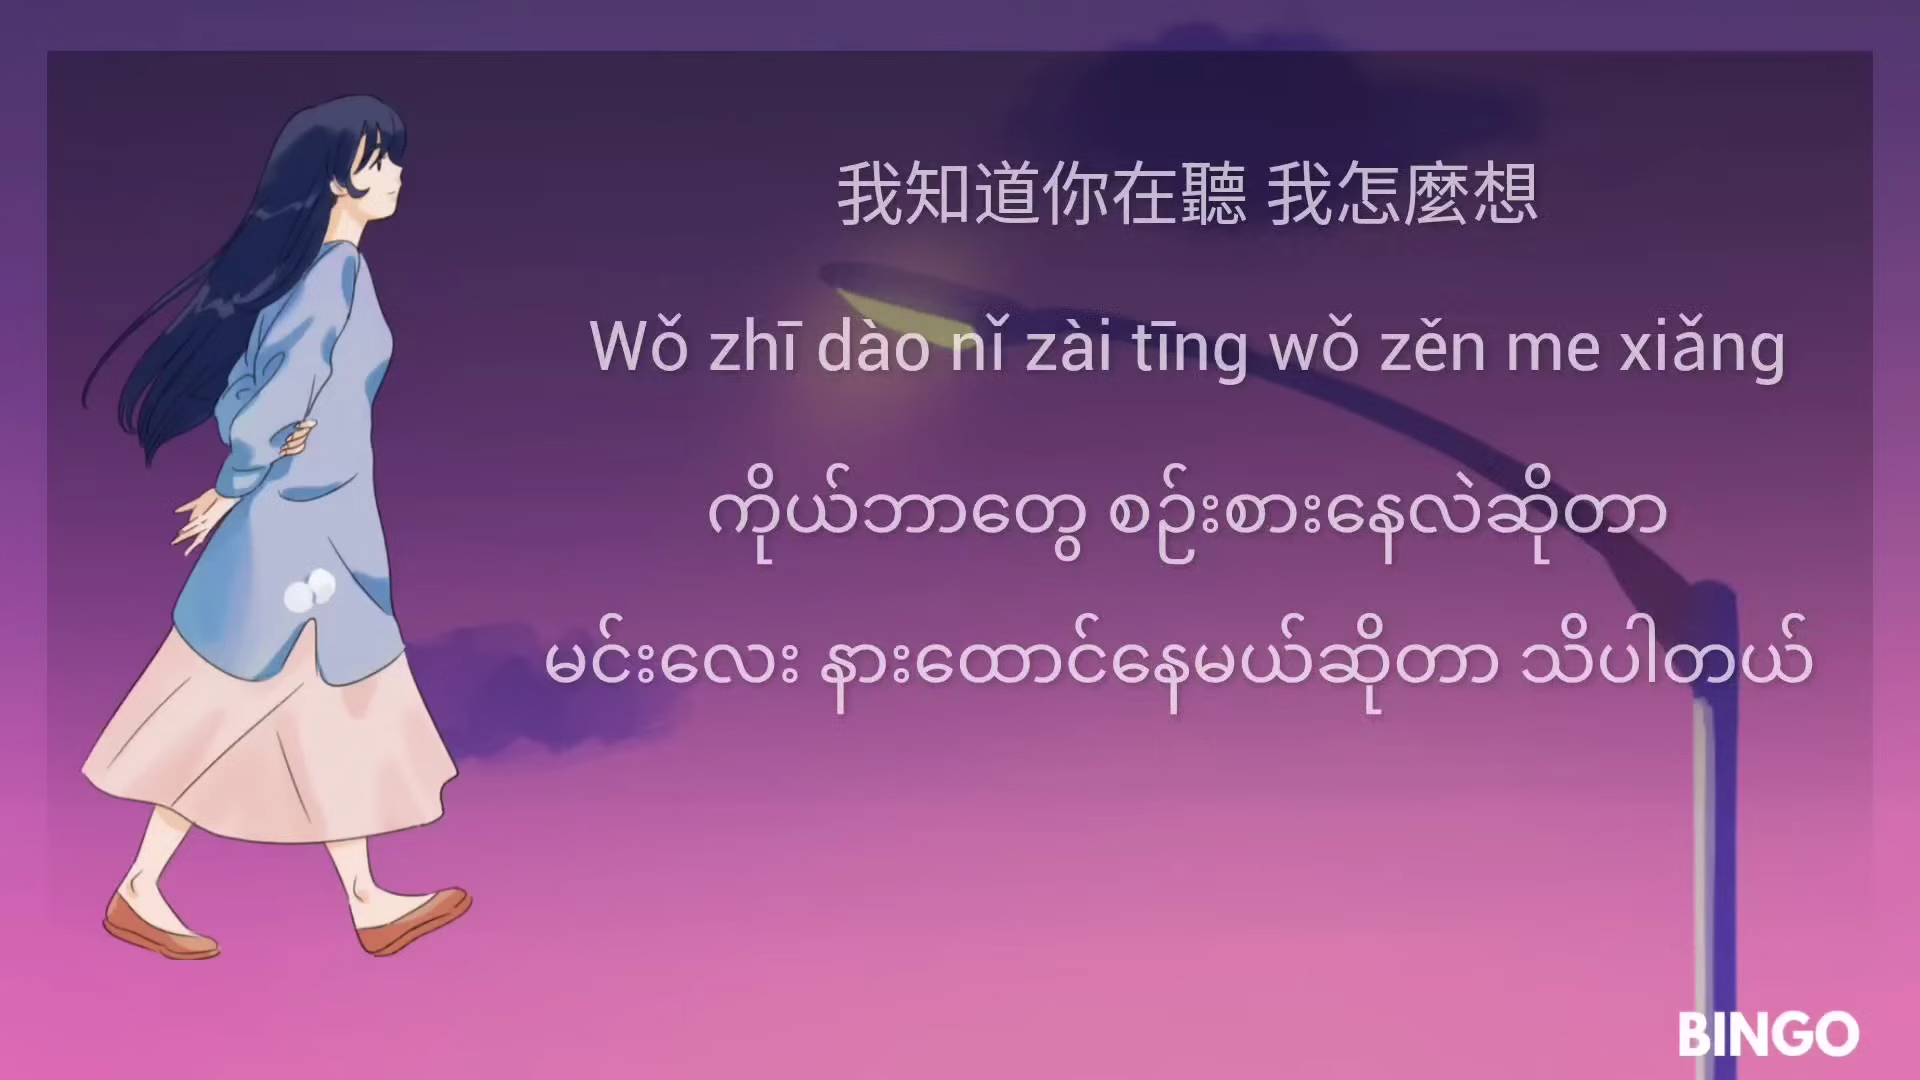 我知道你在聽 我怎麼想
Wǒ zhī dào nǐ zài tīng wǒ zěn me xiǎng
ကိုယ်ဘာတွေ စဉ်းစားနေလဲဆိုတာ
မင်းလေး နားထောင်နေမယ်ဆိုတာ သိပါတယ်
BINGO